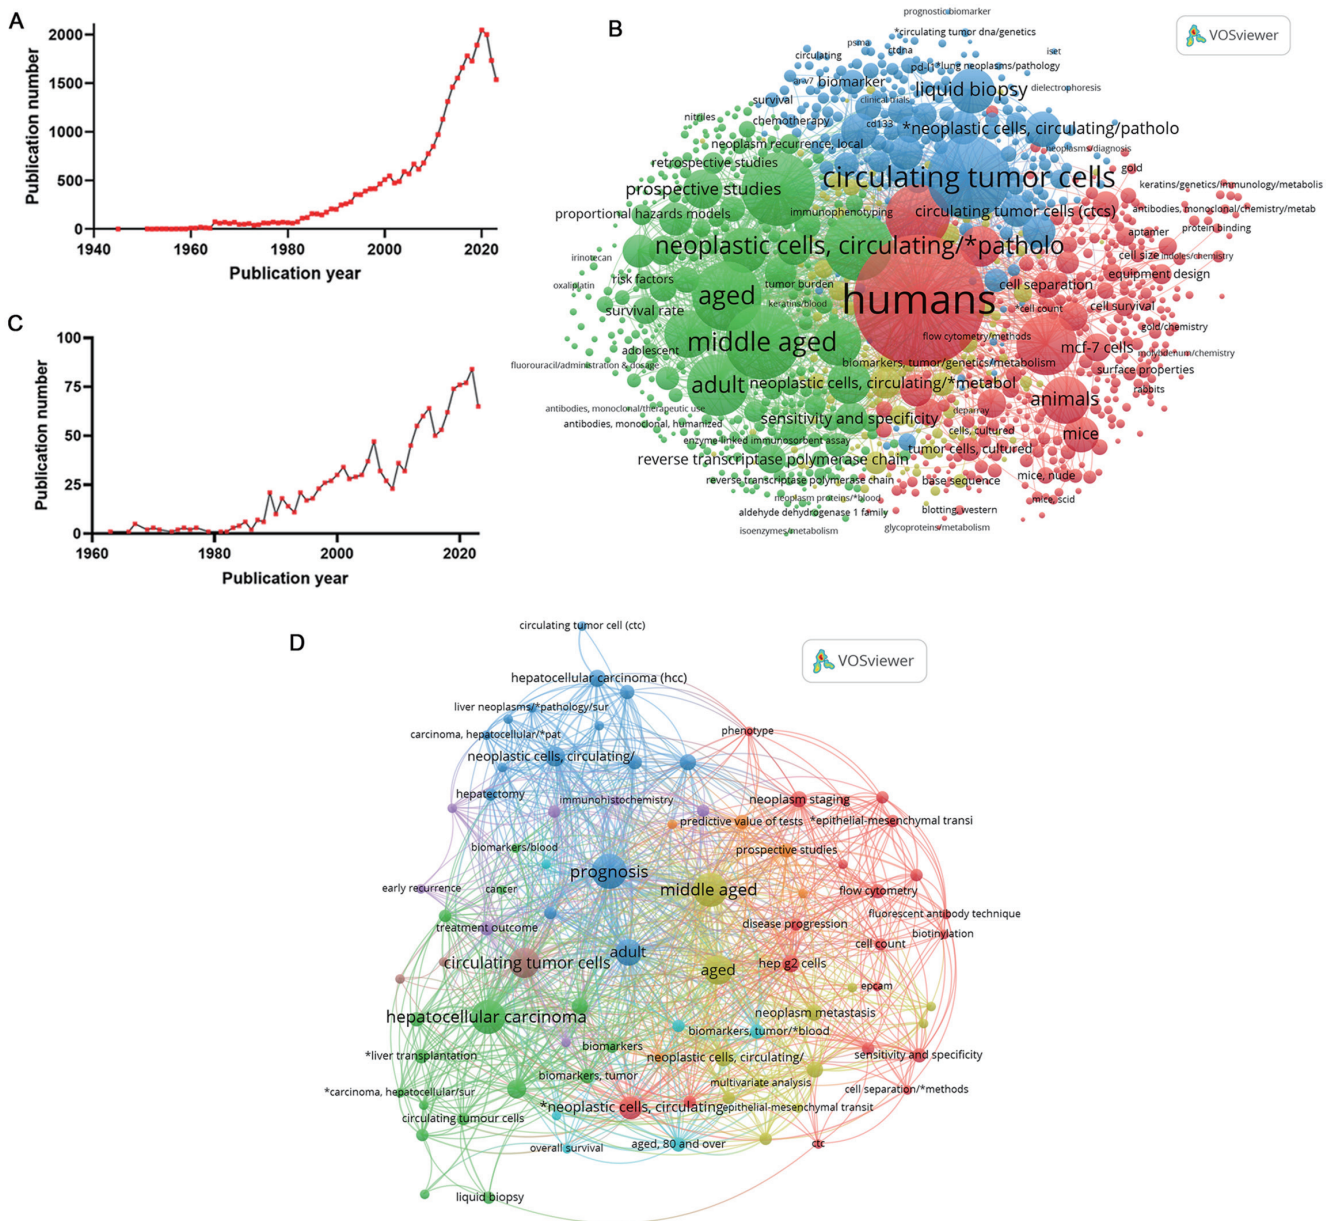 A
Publication number
2000
1500
1000
500
0
1940
1960
1980
2000
2020
Publication year
B
VOSviewer
prognosticbiomarker
*circulating tumor dna/genetics
psma
ctdna
iset
circulating
pd-l1
*lung neoplasms/pathology
ar-v7
biomarker
liquid biopsy
dielectrophoresis
survival
clinical trials
nitriles
chemotherapy
cd133
*neoplastic cells, circulating/patholo
neoplasm recurrence, local
neoplasms/diagnosis
retrospective studies
gold
circulating tumor cells
keratins/genetics/immunology/metabolis
prospective studies
proportional hazards models
immunophenotyping
circulating tumor cells (ctcs)
antibodies, monoclonal/chemistry/metab
aptamer
protein binding
neoplastic cells, circulating/*patholo
irinotecan
cell size
indoles/chemistry
risk factors
tumor burden
cell separation
equipment design
oxaliplatin
aged
keratins/blood
humans
survival rate
*cell count
cell survival
gold/chemistry
middle aged
flow cytometry/methods
adolescent
mcf-7 cells
molybdenum/chemistry
fluorouracil/administration & dosage
biomarkers, tumor/genetics/metabolism
surface properties
adult
neoplastic cells, circulating/*metabol
rabbits
animals
antibodies, monoclonal/therapeutic use
deparray
antibodies, monoclonal, humanized
sensitivity and specificity
cells, cultured
mice
enzyme-linked immunosorbent assay
tumor cells, cultured
reverse transcriptase polymerase chain
reverse transcriptase polymerase chain
base sequence
mice, nude
neoplasm proteins/*blood
mice, scid
aldehyde dehydrogenase 1 family
blotting, western
isoenzymes/metabolism
glycoproteins/metabolism
C
Publication number
100
75
50
25
0
1960
1980
2000
2020
Publication year
D
VOSviewer
circulating tumor cell (ctc)
hepatocellular carcinoma (hcc)
liver neoplasms/*pathology/sur
carcinoma, hepatocellular/*pat
phenotype
neoplastic cells, circulating/
hepatectomy
immunohistochemistry
neoplasm staging
predictive value of tests
*epithelial-mesenchymal transi
biomarkers/blood
prospective studies
prognosis
early recurrence
cancer
middle aged
flow cytometry
fluorescent antibody technique
treatment outcome
disease progression
biotinylation
cell count
adult
circulating tumor cells
aged
hep g2 cells
epcam
hepatocellular carcinoma
neoplasm metastasis
biomarkers, tumor/*blood
biomarkers
*liver transplantation
neoplastic cells, circulating/
sensitivity and specificity
biomarkers, tumor
multivariate analysis
*carcinoma, hepatocellular/sur
cell separation/*methods
*neoplastic cells, circulating
epithelial-mesenchymal transit
circulating tumour cells
overall survival
aged, 80 and over
ctc
liquid biopsy